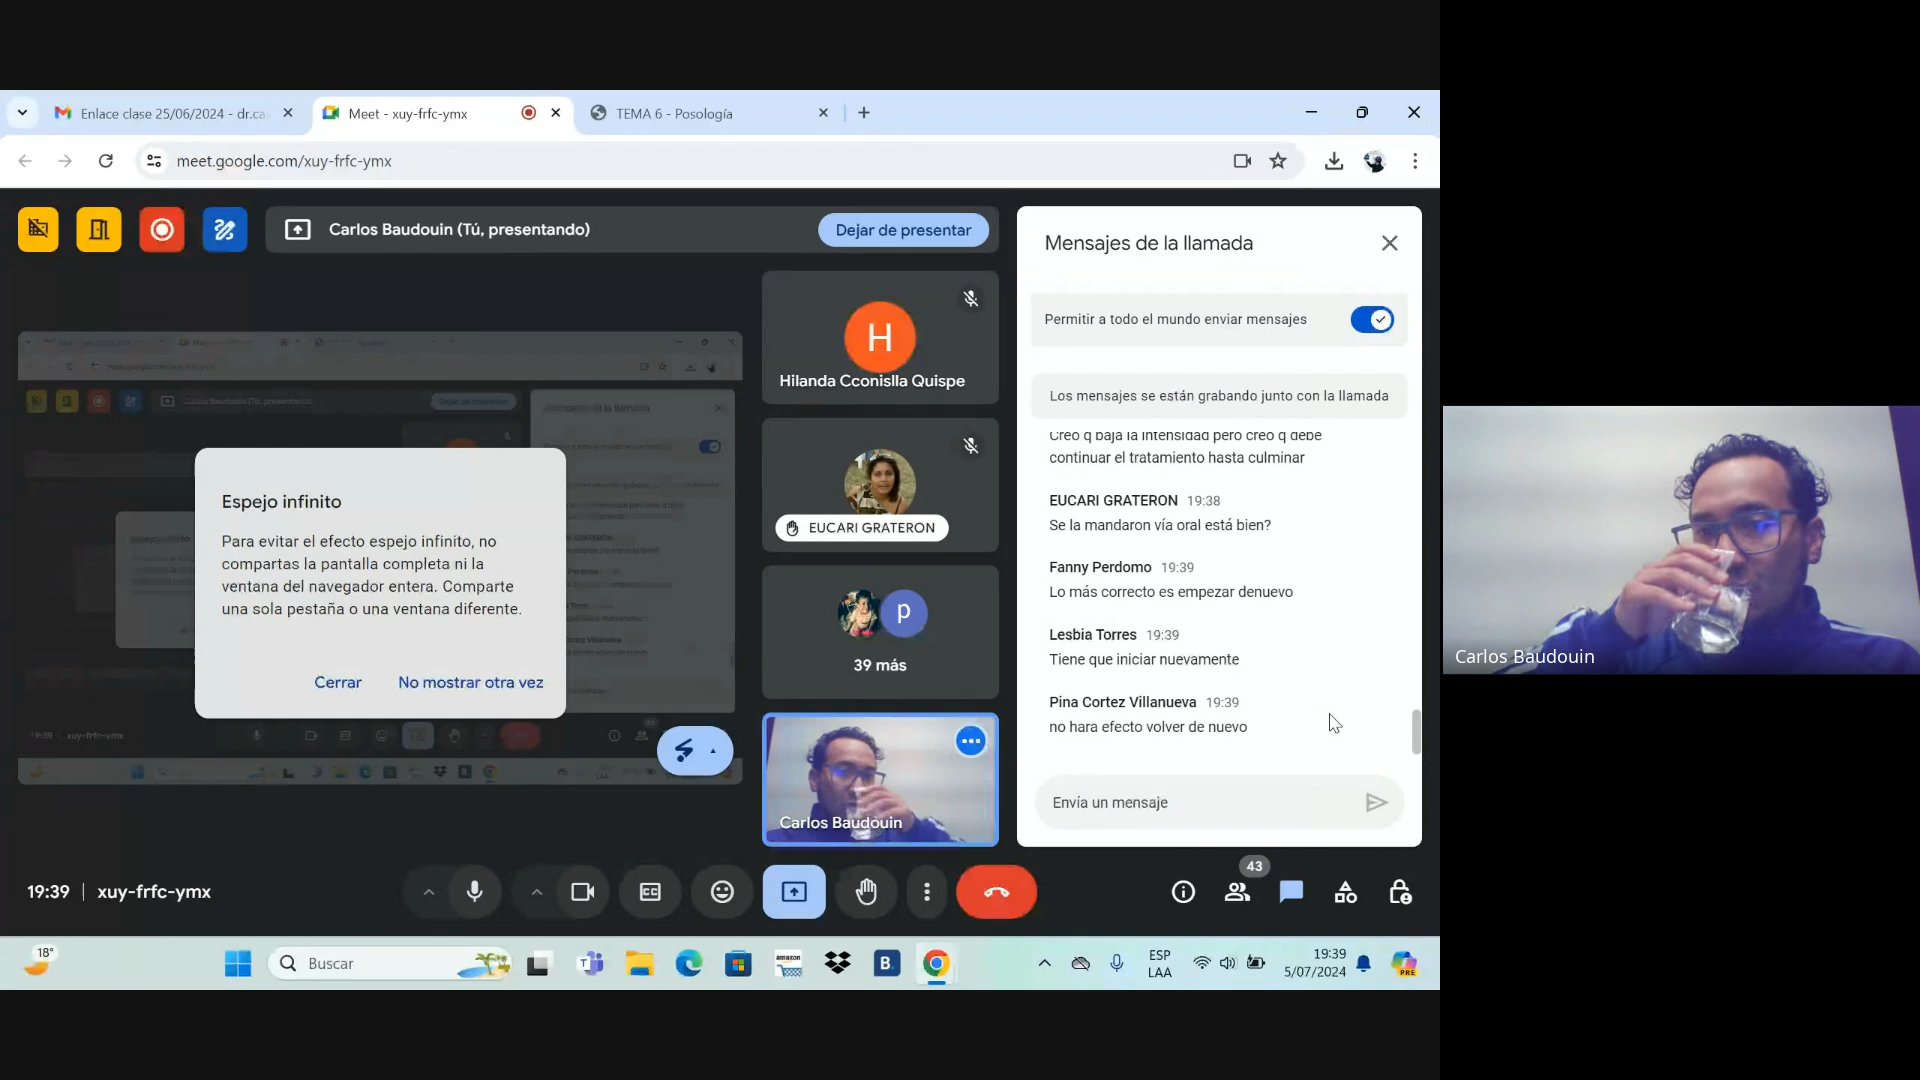 Enlace clase 25/06/2024 - dr.ca
Meet - xuy-frfc-ymx
TEMA 6 - Posología
meet.google.com/xuy-frfc-ymx
Carlos Baudouin (Tú, presentando)
Dejar de presentar
Espejo infinito
Para evitar el efecto espejo infinito, no
compartas la pantalla completa ni la
ventana del navegador entera. Comparte
una sola pestaña o una ventana diferente.
Cerrar
No mostrar otra vez
H
Hilanda Cconislla Quispe
EUCARI GRATERON
p
39 más
Carlos Baudouin
Mensajes de la llamada
Permitir a todo el mundo enviar mensajes
Los mensajes se están grabando junto con la llamada
Creo q baja la intensidad pero creo q debe
continuar el tratamiento hasta culminar
EUCARI GRATERON 19:38
Se la mandaron vía oral está bien?
Fanny Perdomo 19:39
Lo más correcto es empezar denuevo
Lesbia Torres 19:39
Tiene que iniciar nuevamente
Pina Cortez Villanueva 19:39
no hara efecto volver de nuevo
Envía un mensaje
Carlos Baudouin
19:39 | xuy-frfc-ymx
43
18°
Buscar
amazon
B.
ESP
LAA
19:39
5/07/2024
PRE